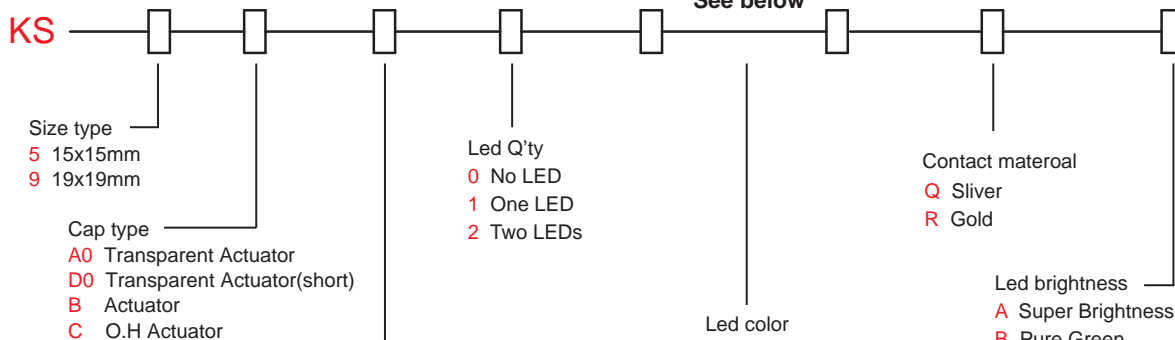 See below
KS
Size type
5 15x15mm
9 19x19mm
Cap type
A0 Transparent Actuator
D0 Transparent Actuator(short)
B Actuator
C O.H Actuator
Led Q'ty
0 No LED
1 One LED
2 Two LEDs
Led color
Contact materoal
Q Sliver
R Gold
Led brightness
A Super Brightness
B Pure Green